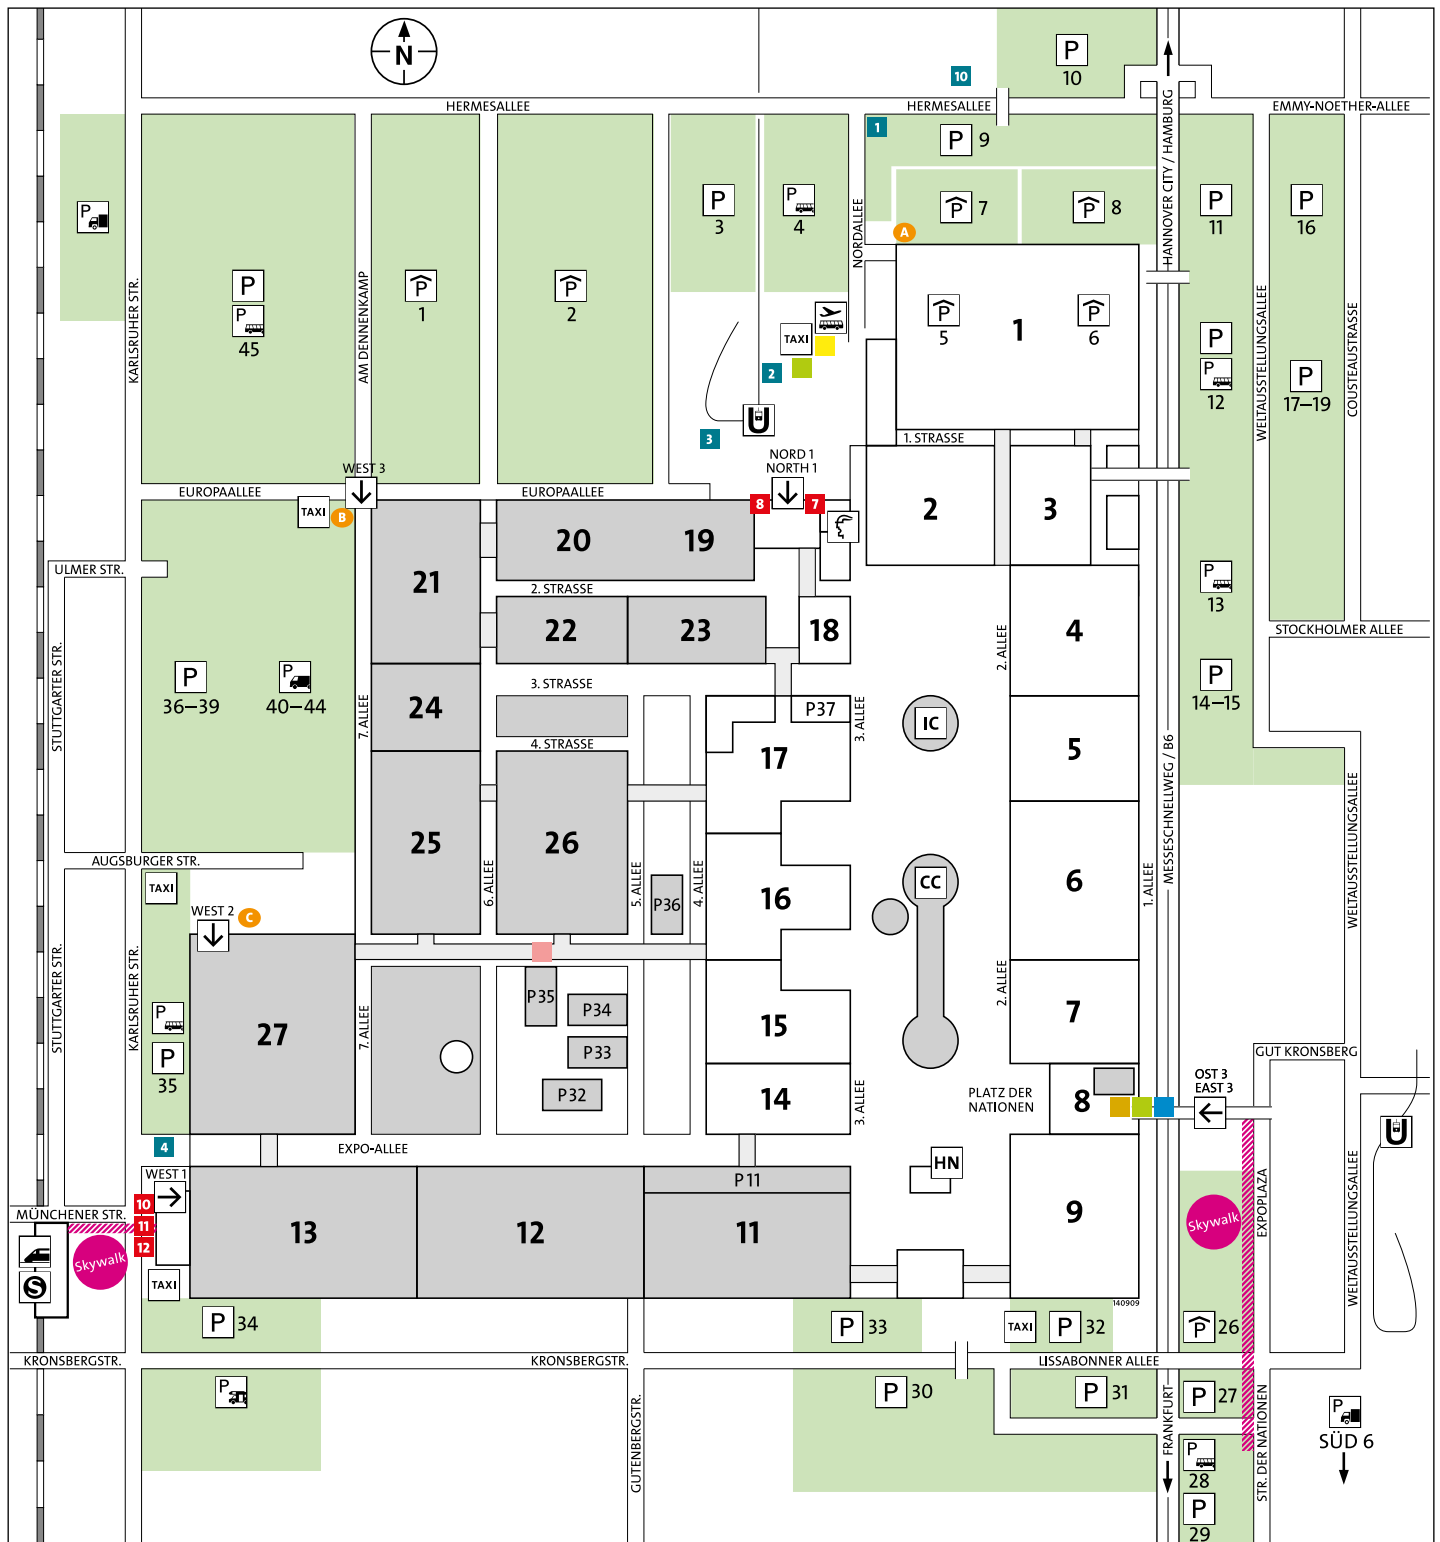 N
P
10
10
HERMESALLEE
HERMESALLEE
EMMY-NOETHER-ALLEE
HANNOVER CITY / HAMBURG
1
P
9
P
P
45
P
P
1
P
2
P
3
P
4
P
7
P
8
A
P
11
P
16
KARLSRUHER STR.
AM DENNENKAMP
NORDALLEE
WELTAUSSTELLUNGSALLEE
COUSTEAUSTRASSE
P
5
1
P
6
TAXI
2
3
U
P
P
12
P
17–19
1. STRASSE
WEST 3
NORD 1
NORTH 1
EUROPAALLEE
EUROPAALLEE
TAXI
B
8
7
20
19
2
3
21
ULMER STR.
2. STRASSE
P
13
22
23
18
4
2. ALLEE
STOCKHOLMER ALLEE
STUTTGARTER STR.
P
36–39
P
40–44
3. STRASSE
24
7. ALLEE
P37
3. ALLEE
IC
P
14–15
4. STRASSE
17
5
MESSESCHNELLWEG / B6
25
26
AUGSBURGER STR.
6. ALLEE
5. ALLEE
4. ALLEE
P36
16
CC
6
1. ALLEE
WELTAUSSTELLUNGSALLEE
TAXI
WEST 2
C
STUTTGARTER STR.
KARLSRUHER STR.
P
P
35
27
7. ALLEE
P35
P34
P33
P32
15
2. ALLEE
7
GUT KRONSBERG
14
3. ALLEE
PLATZ DER
NATIONEN
8
OST 3
EAST 3
U
4
EXPO-ALLEE
WEST 1
10
11
12
MÜNCHENER STR.
Skywalk
S
TAXI
13
12
P11
11
HN
9
Skywalk
EXPOPLAZA
WELTAUSSTELLUNGSALLEE
140909
P
34
P
33
TAXI
P
32
P
26
KRONSBERGSTR.
KRONSBERGSTR.
LISSABONNER ALLEE
P
GUTENBERGSTR.
P
30
P
31
FRANKFURT
P
27
P
28
P
29
STR. DER NATIONEN
P
SÜD 6